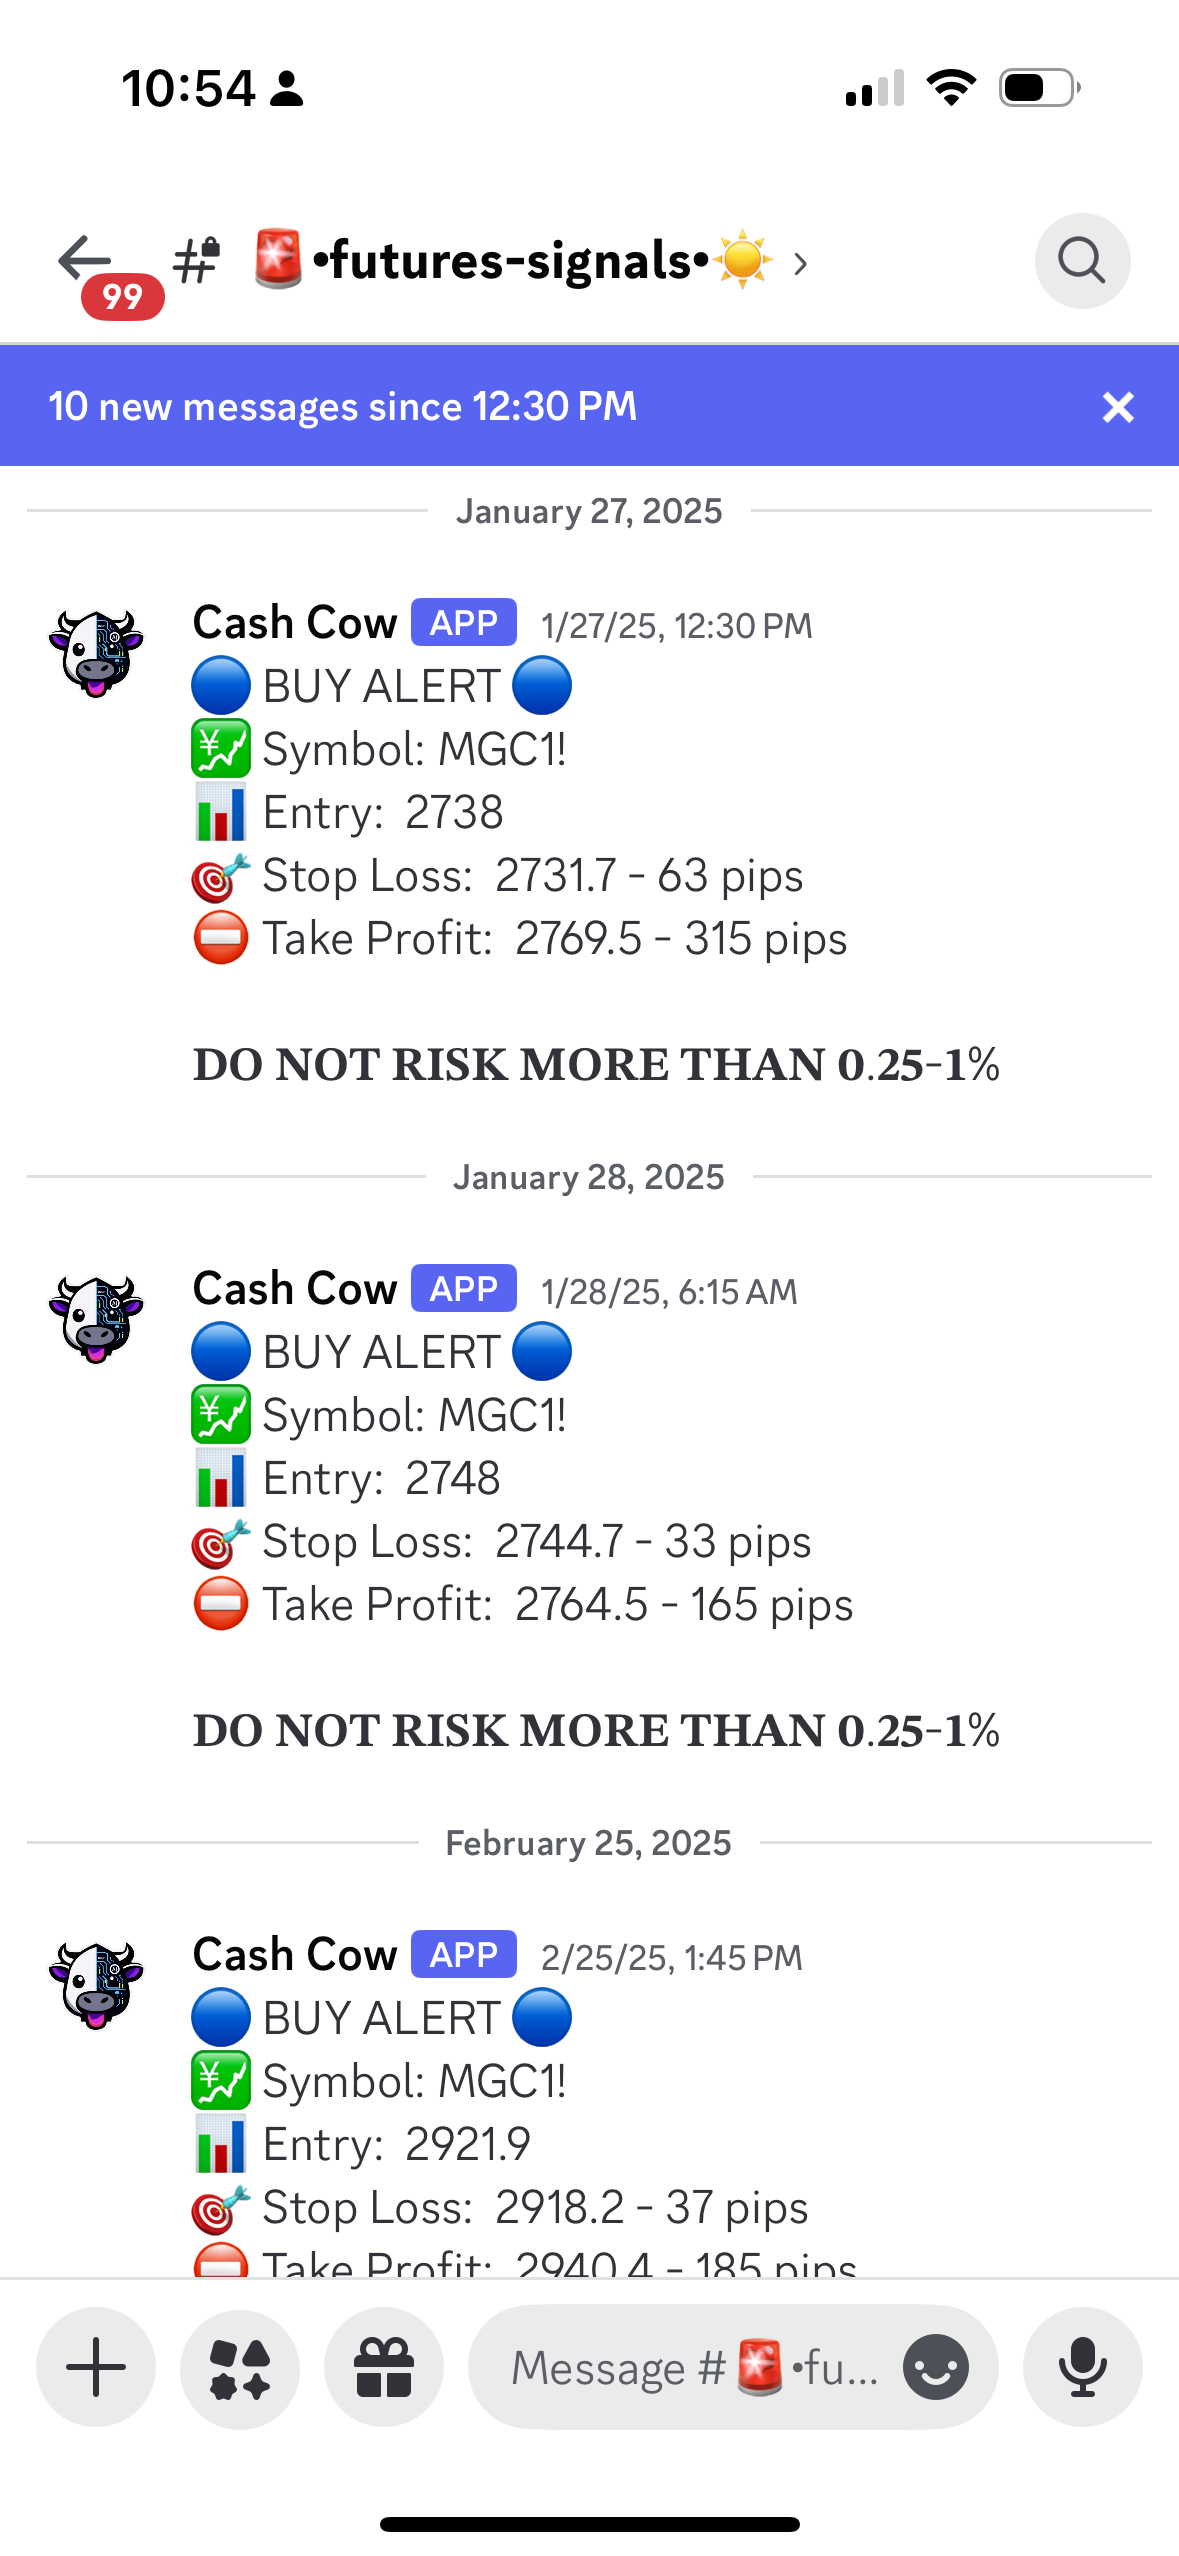 10:54
99
# 🚨•futures-signals•☀️ ›
10 new messages since 12:30 PM
January 27, 2025
Cash Cow APP 1/27/25, 12:30 PM
🔵 BUY ALERT 🔵
💹 Symbol: MGC1!
📊 Entry: 2738
🎯 Stop Loss: 2731.7 - 63 pips
⛔ Take Profit: 2769.5 - 315 pips
DO NOT RISK MORE THAN 0.25-1%
January 28, 2025
Cash Cow APP 1/28/25, 6:15 AM
🔵 BUY ALERT 🔵
💹 Symbol: MGC1!
📊 Entry: 2748
🎯 Stop Loss: 2744.7 - 33 pips
⛔ Take Profit: 2764.5 - 165 pips
DO NOT RISK MORE THAN 0.25-1%
February 25, 2025
Cash Cow APP 2/25/25, 1:45 PM
🔵 BUY ALERT 🔵
💹 Symbol: MGC1!
📊 Entry: 2921.9
🎯 Stop Loss: 2918.2 - 37 pips
⛔ Take Profit: 2940.4 - 185 pips
Message #🚨•fu...